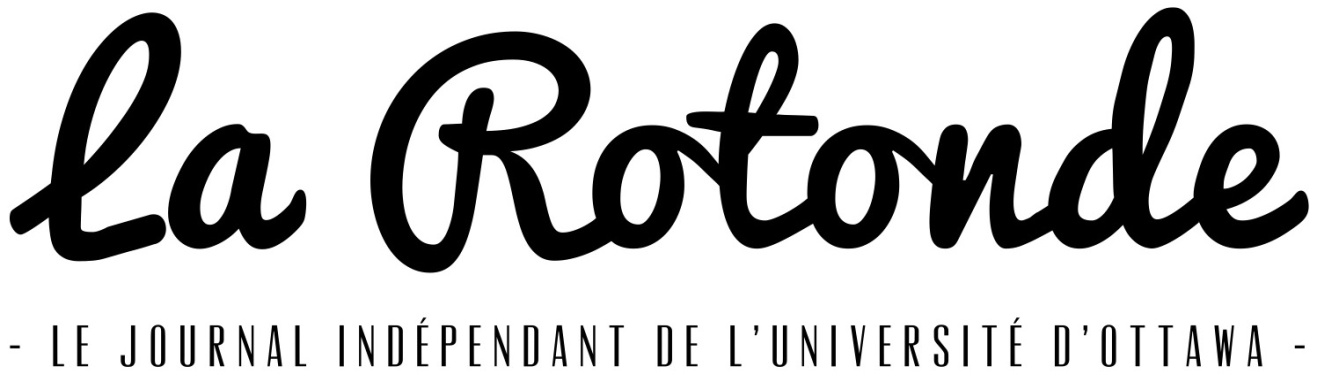 La Rotonde
- LE JOURNAL INDÉPENDANT DE L'UNIVERSITÉ D'OTTAWA -